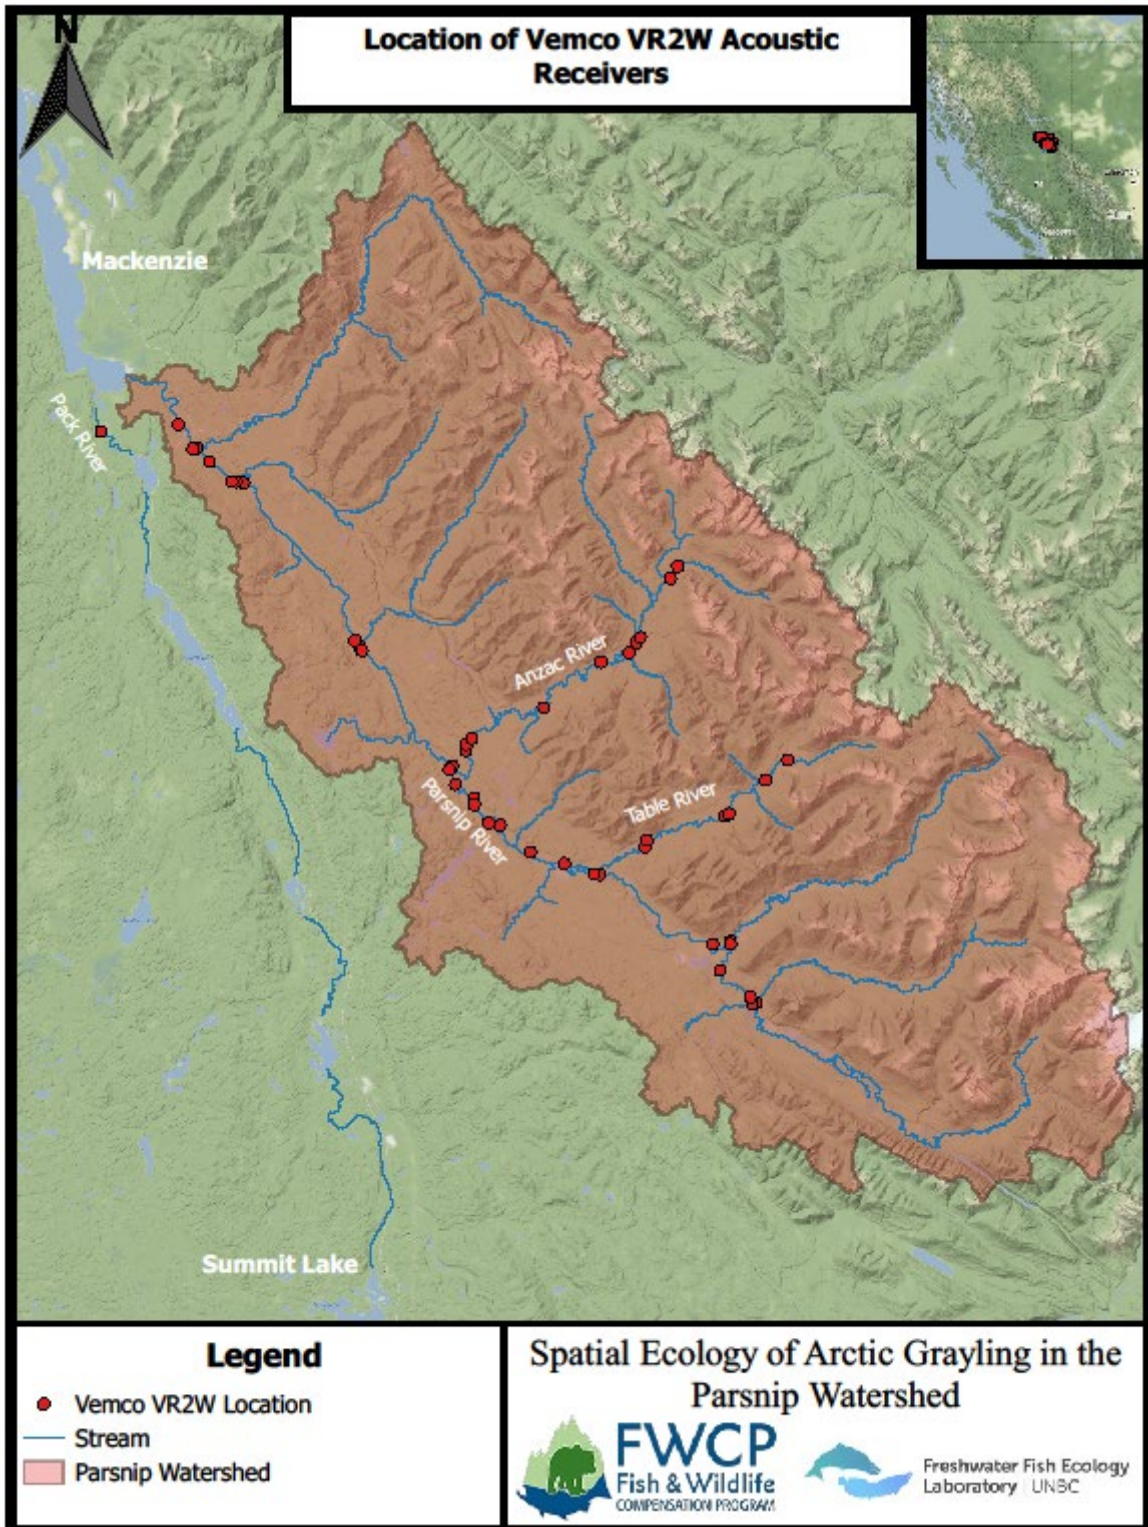 N
Location of Vemco VR2W Acoustic
Receivers
Mackenzie
Pack River
Anzac River
Parsnip River
Table River
Summit Lake
Legend
Vemco VR2W Location
Stream
Parsnip Watershed
Spatial Ecology of Arctic Grayling in the
Parsnip Watershed
FWCP
Fish & Wildlife
COMPENSATION PROGRAM
Freshwater Fish Ecology
Laboratory | UNBC